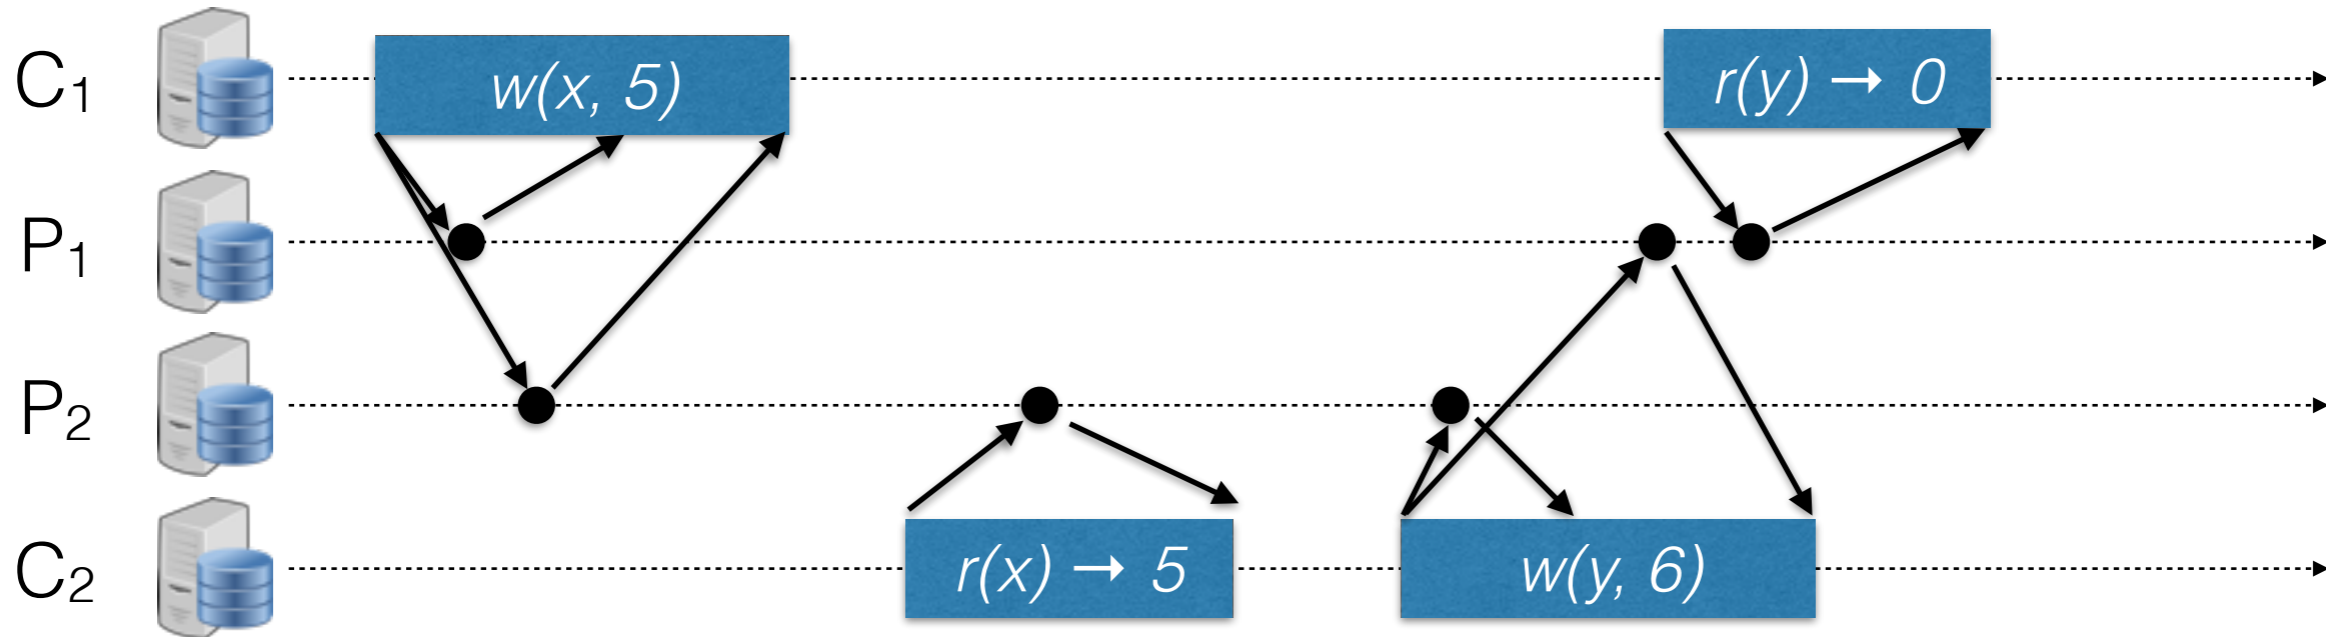 C₁ w(x, 5) r(y) → 0
P₁
P₂
C₂ r(x) → 5 w(y, 6)